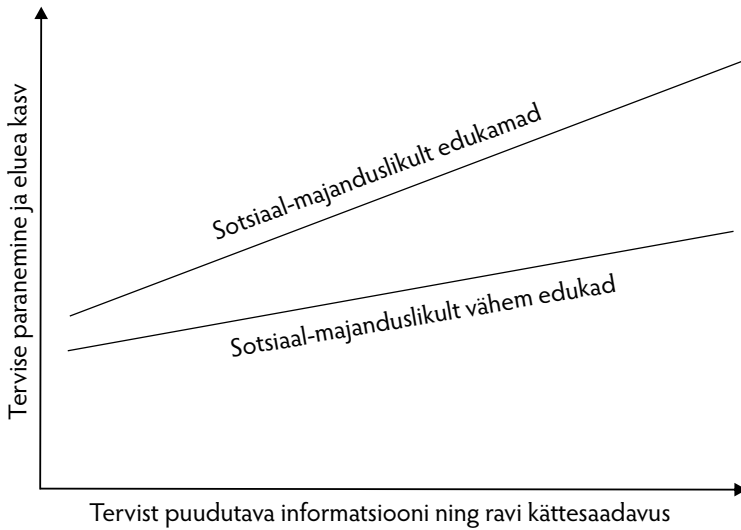 Tervise paranemine ja eluea kasv
Sotsiaal-majanduslikult edukamad
Sotsiaal-majanduslikult vähem edukad
Tervist puudutava informatsiooni ning ravi kättesaadavus